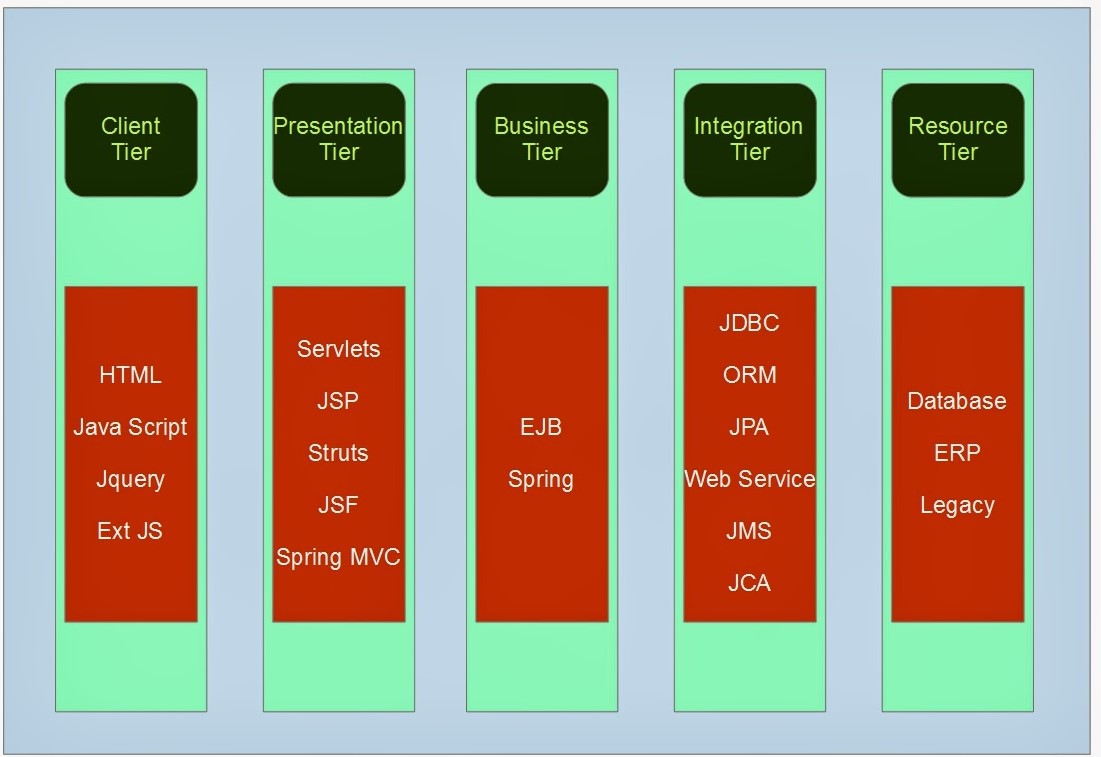 Client
Tier
Presentation
Tier
Business
Tier
Integration
Tier
Resource
Tier
HTML
Java Script
Jquery
Ext JS
Servlets
JSP
Struts
JSF
Spring MVC
EJB
Spring
JDBC
ORM
JPA
Web Service
JMS
JCA
Database
ERP
Legacy